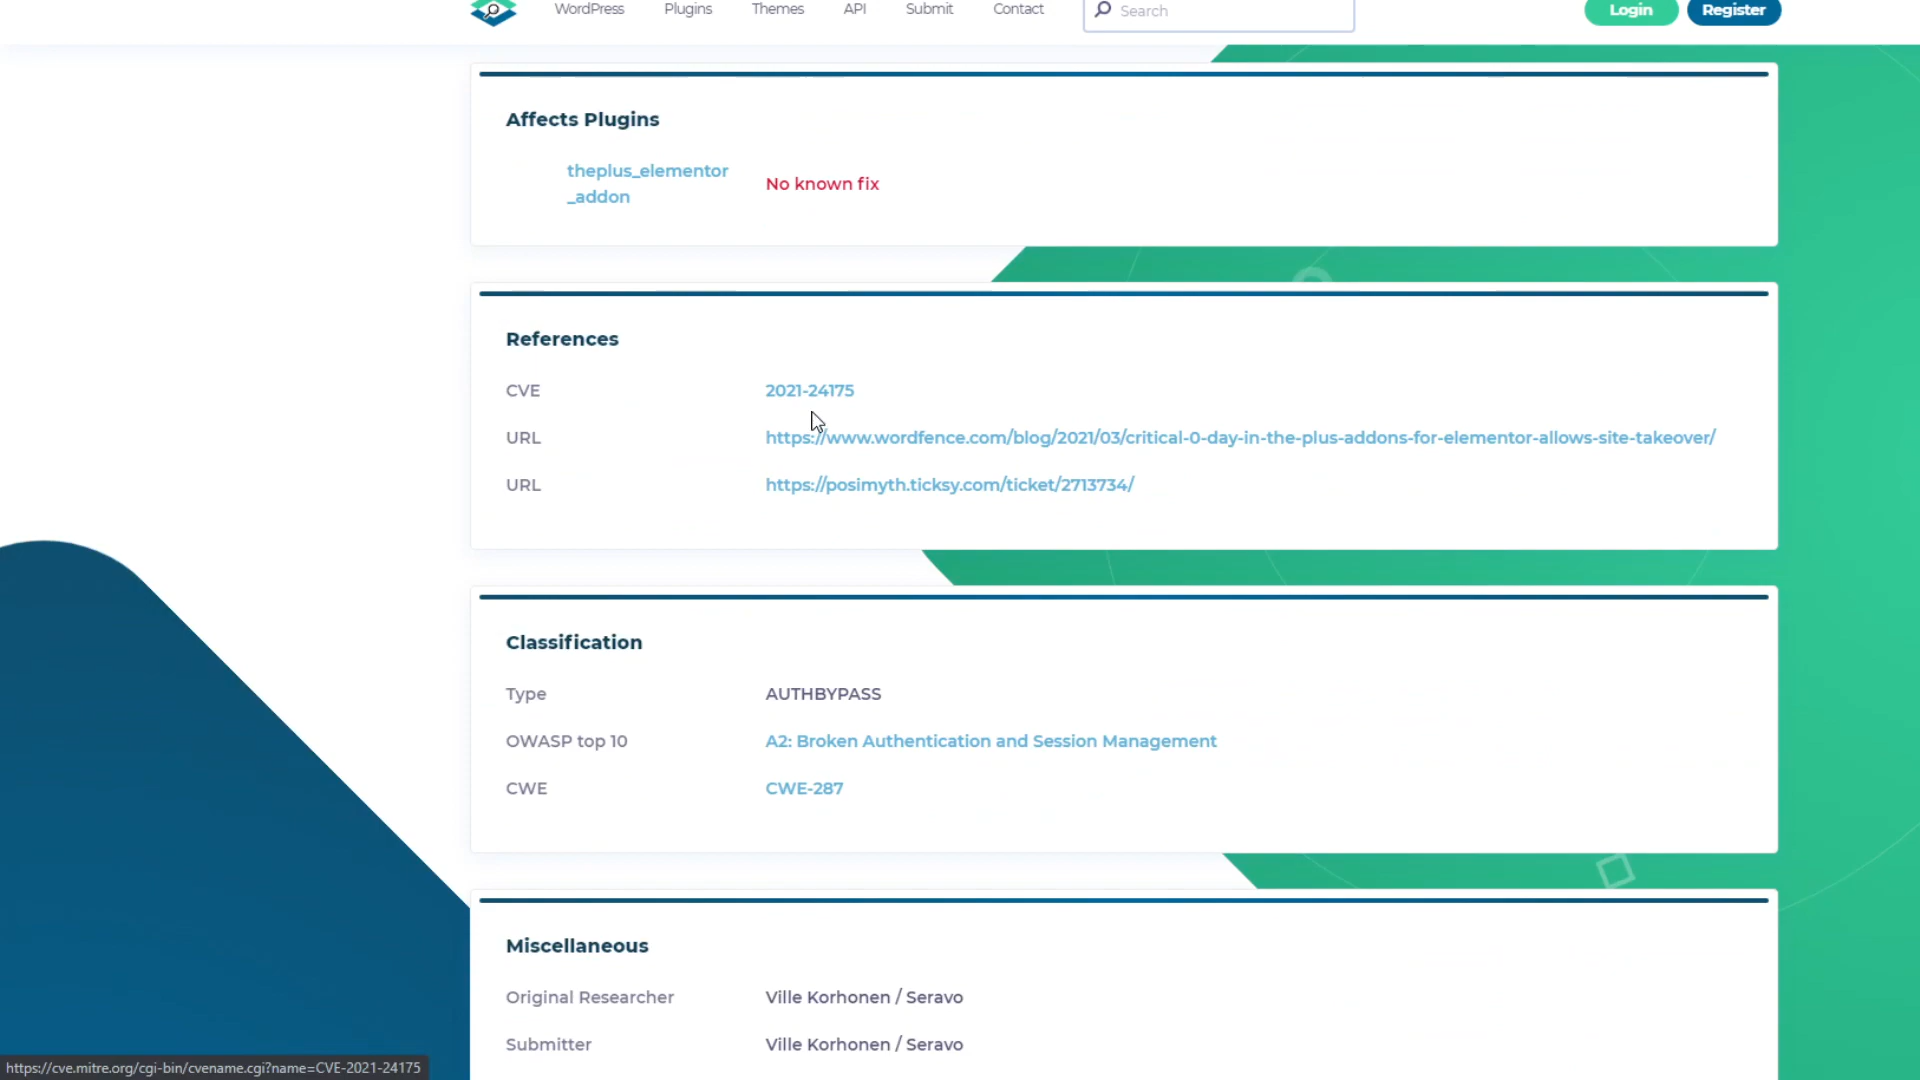 WordPress Plugins Themes API Submit Contact Search Login Register
Affects Plugins
theplus_elementor
_addon
No known fix
References
CVE 2021-24175
URL https://www.wordfence.com/blog/2021/03/critical-0-day-in-the-plus-addons-for-elementor-allows-site-takeover/
URL https://posimyth.ticksy.com/ticket/2713734/
Classification
Type AUTHBYPASS
OWASP top 10 A2: Broken Authentication and Session Management
CWE CWE-287
Miscellaneous
Original Researcher Ville Korhonen / Seravo
Submitter Ville Korhonen / Seravo
https://cve.mitre.org/cgi-bin/cvename.cgi?name=CVE-2021-24175